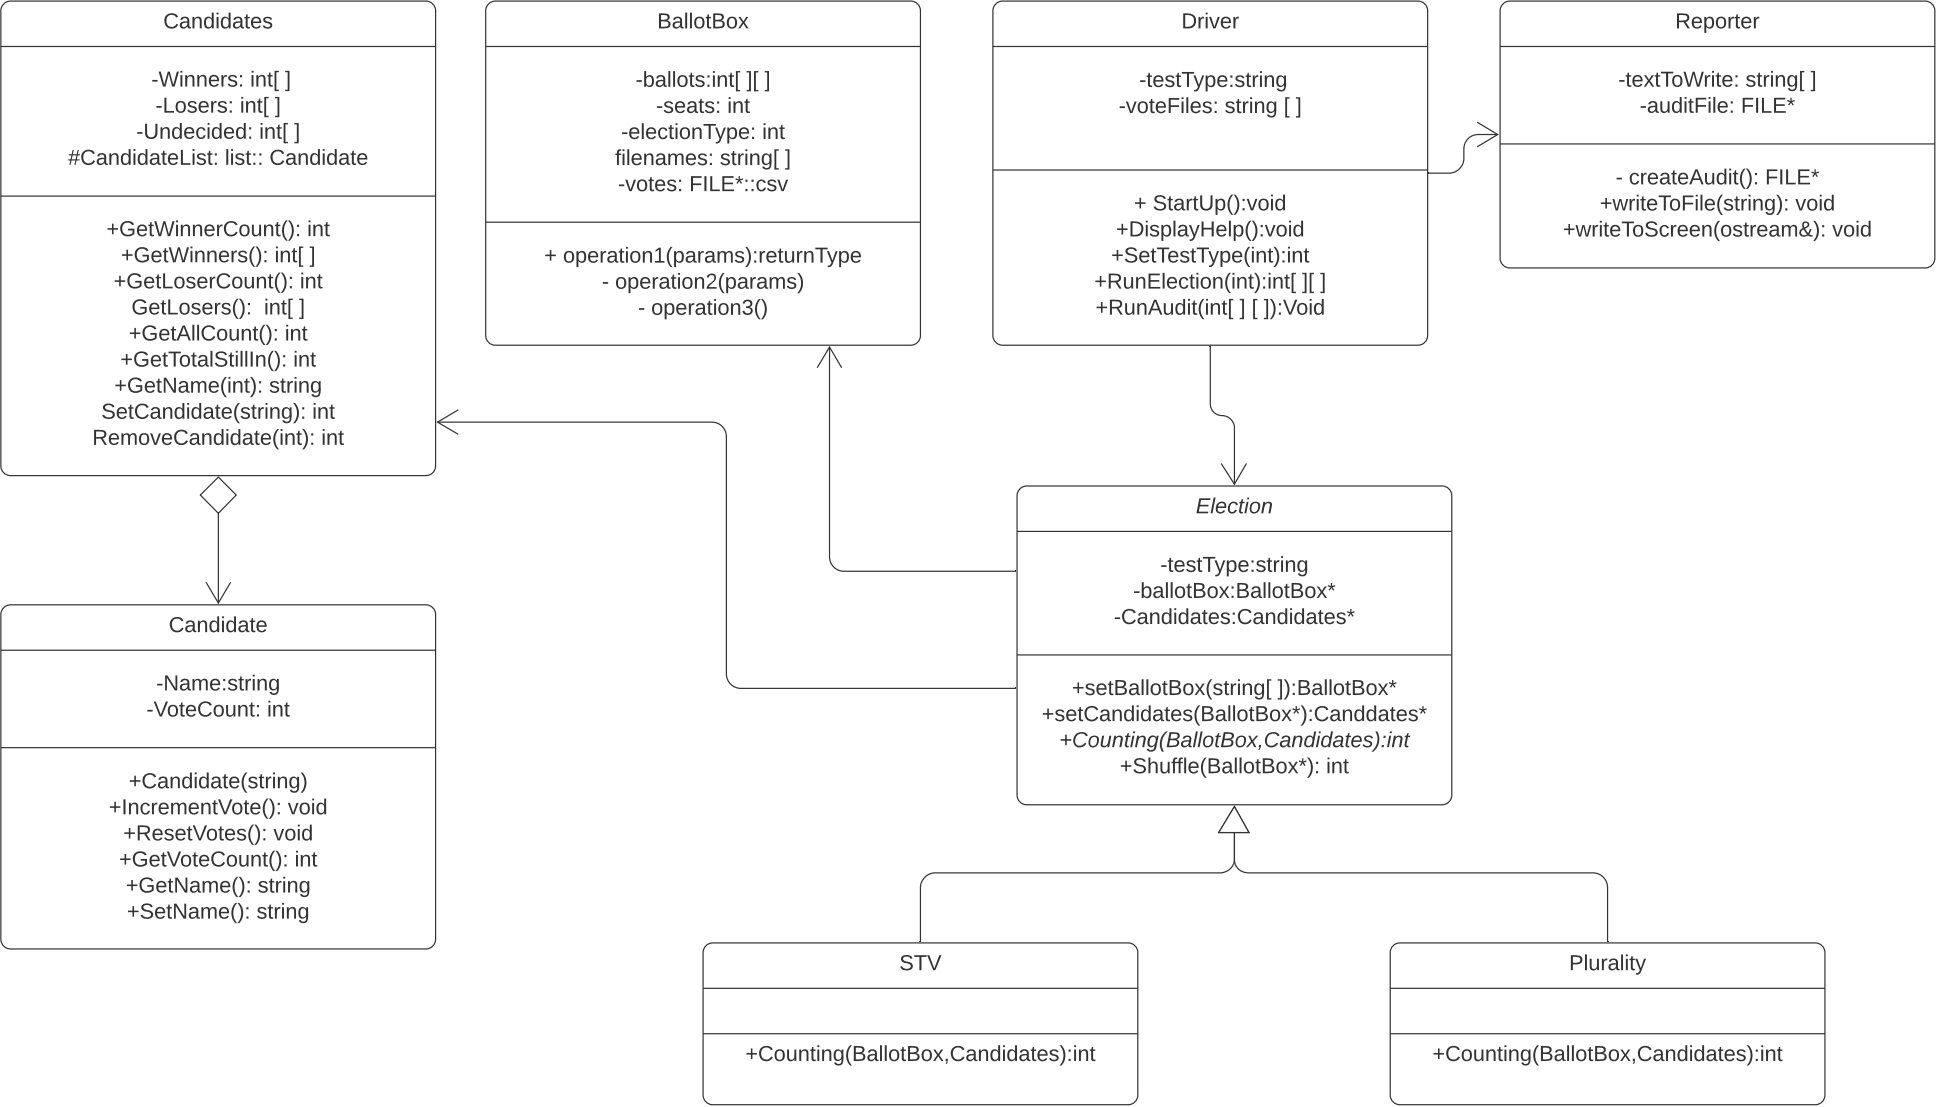 Candidates
-Winners: int[ ]
-Losers: int[ ]
-Undecided: int[ ]
#CandidateList: list:: Candidate
+GetWinnerCount(): int
+GetWinners(): int[ ]
+GetLoserCount(): int
GetLosers():  int[ ]
+GetAllCount(): int
+GetTotalStillIn(): int
+GetName(int): string
SetCandidate(string): int
RemoveCandidate(int): int
BallotBox
-ballots:int[ ][ ]
-seats: int
-electionType: int
filenames: string[ ]
-votes: FILE*::csv
+ operation1(params):returnType
- operation2(params)
- operation3()
Driver
-testType:string
-voteFiles: string [ ]
+ StartUp():void
+DisplayHelp():void
+SetTestType(int):int
+RunElection(int):int[ ][ ]
+RunAudit(int[ ] [ ]):Void
Reporter
-textToWrite: string[ ]
-auditFile: FILE*
- createAudit(): FILE*
+writeToFile(string): void
+writeToScreen(ostream&): void
Candidate
-Name:string
-VoteCount: int
+Candidate(string)
+IncrementVote(): void
+ResetVotes(): void
+GetVoteCount(): int
+GetName(): string
+SetName(): string
Election
-testType:string
-ballotBox:BallotBox*
-Candidates:Candidates*
+setBallotBox(string[ ]):BallotBox*
+setCandidates(BallotBox*):Canddates*
+Counting(BallotBox,Candidates):int
+Shuffle(BallotBox*): int
STV
+Counting(BallotBox,Candidates):int
Plurality
+Counting(BallotBox,Candidates):int